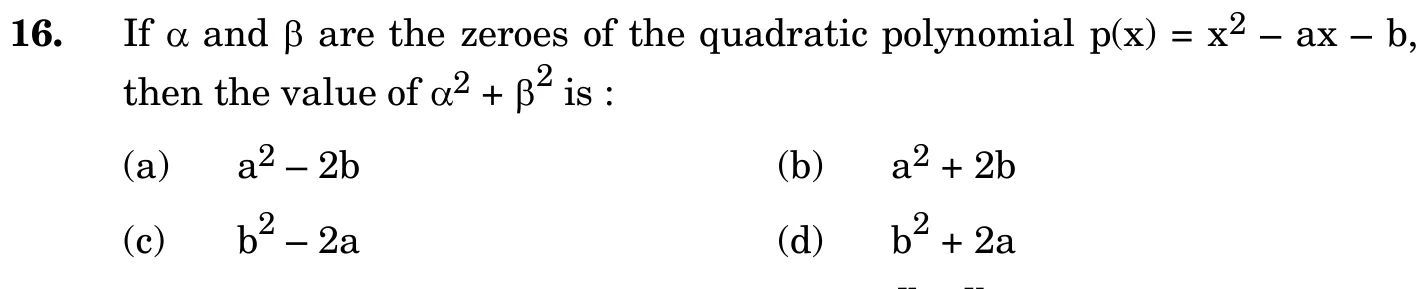 16. If α and β are the zeroes of the quadratic polynomial p(x) = x² – ax – b,
then the value of α² + β² is :
(a) a² – 2b (b) a² + 2b
(c) b² – 2a (d) b² + 2a